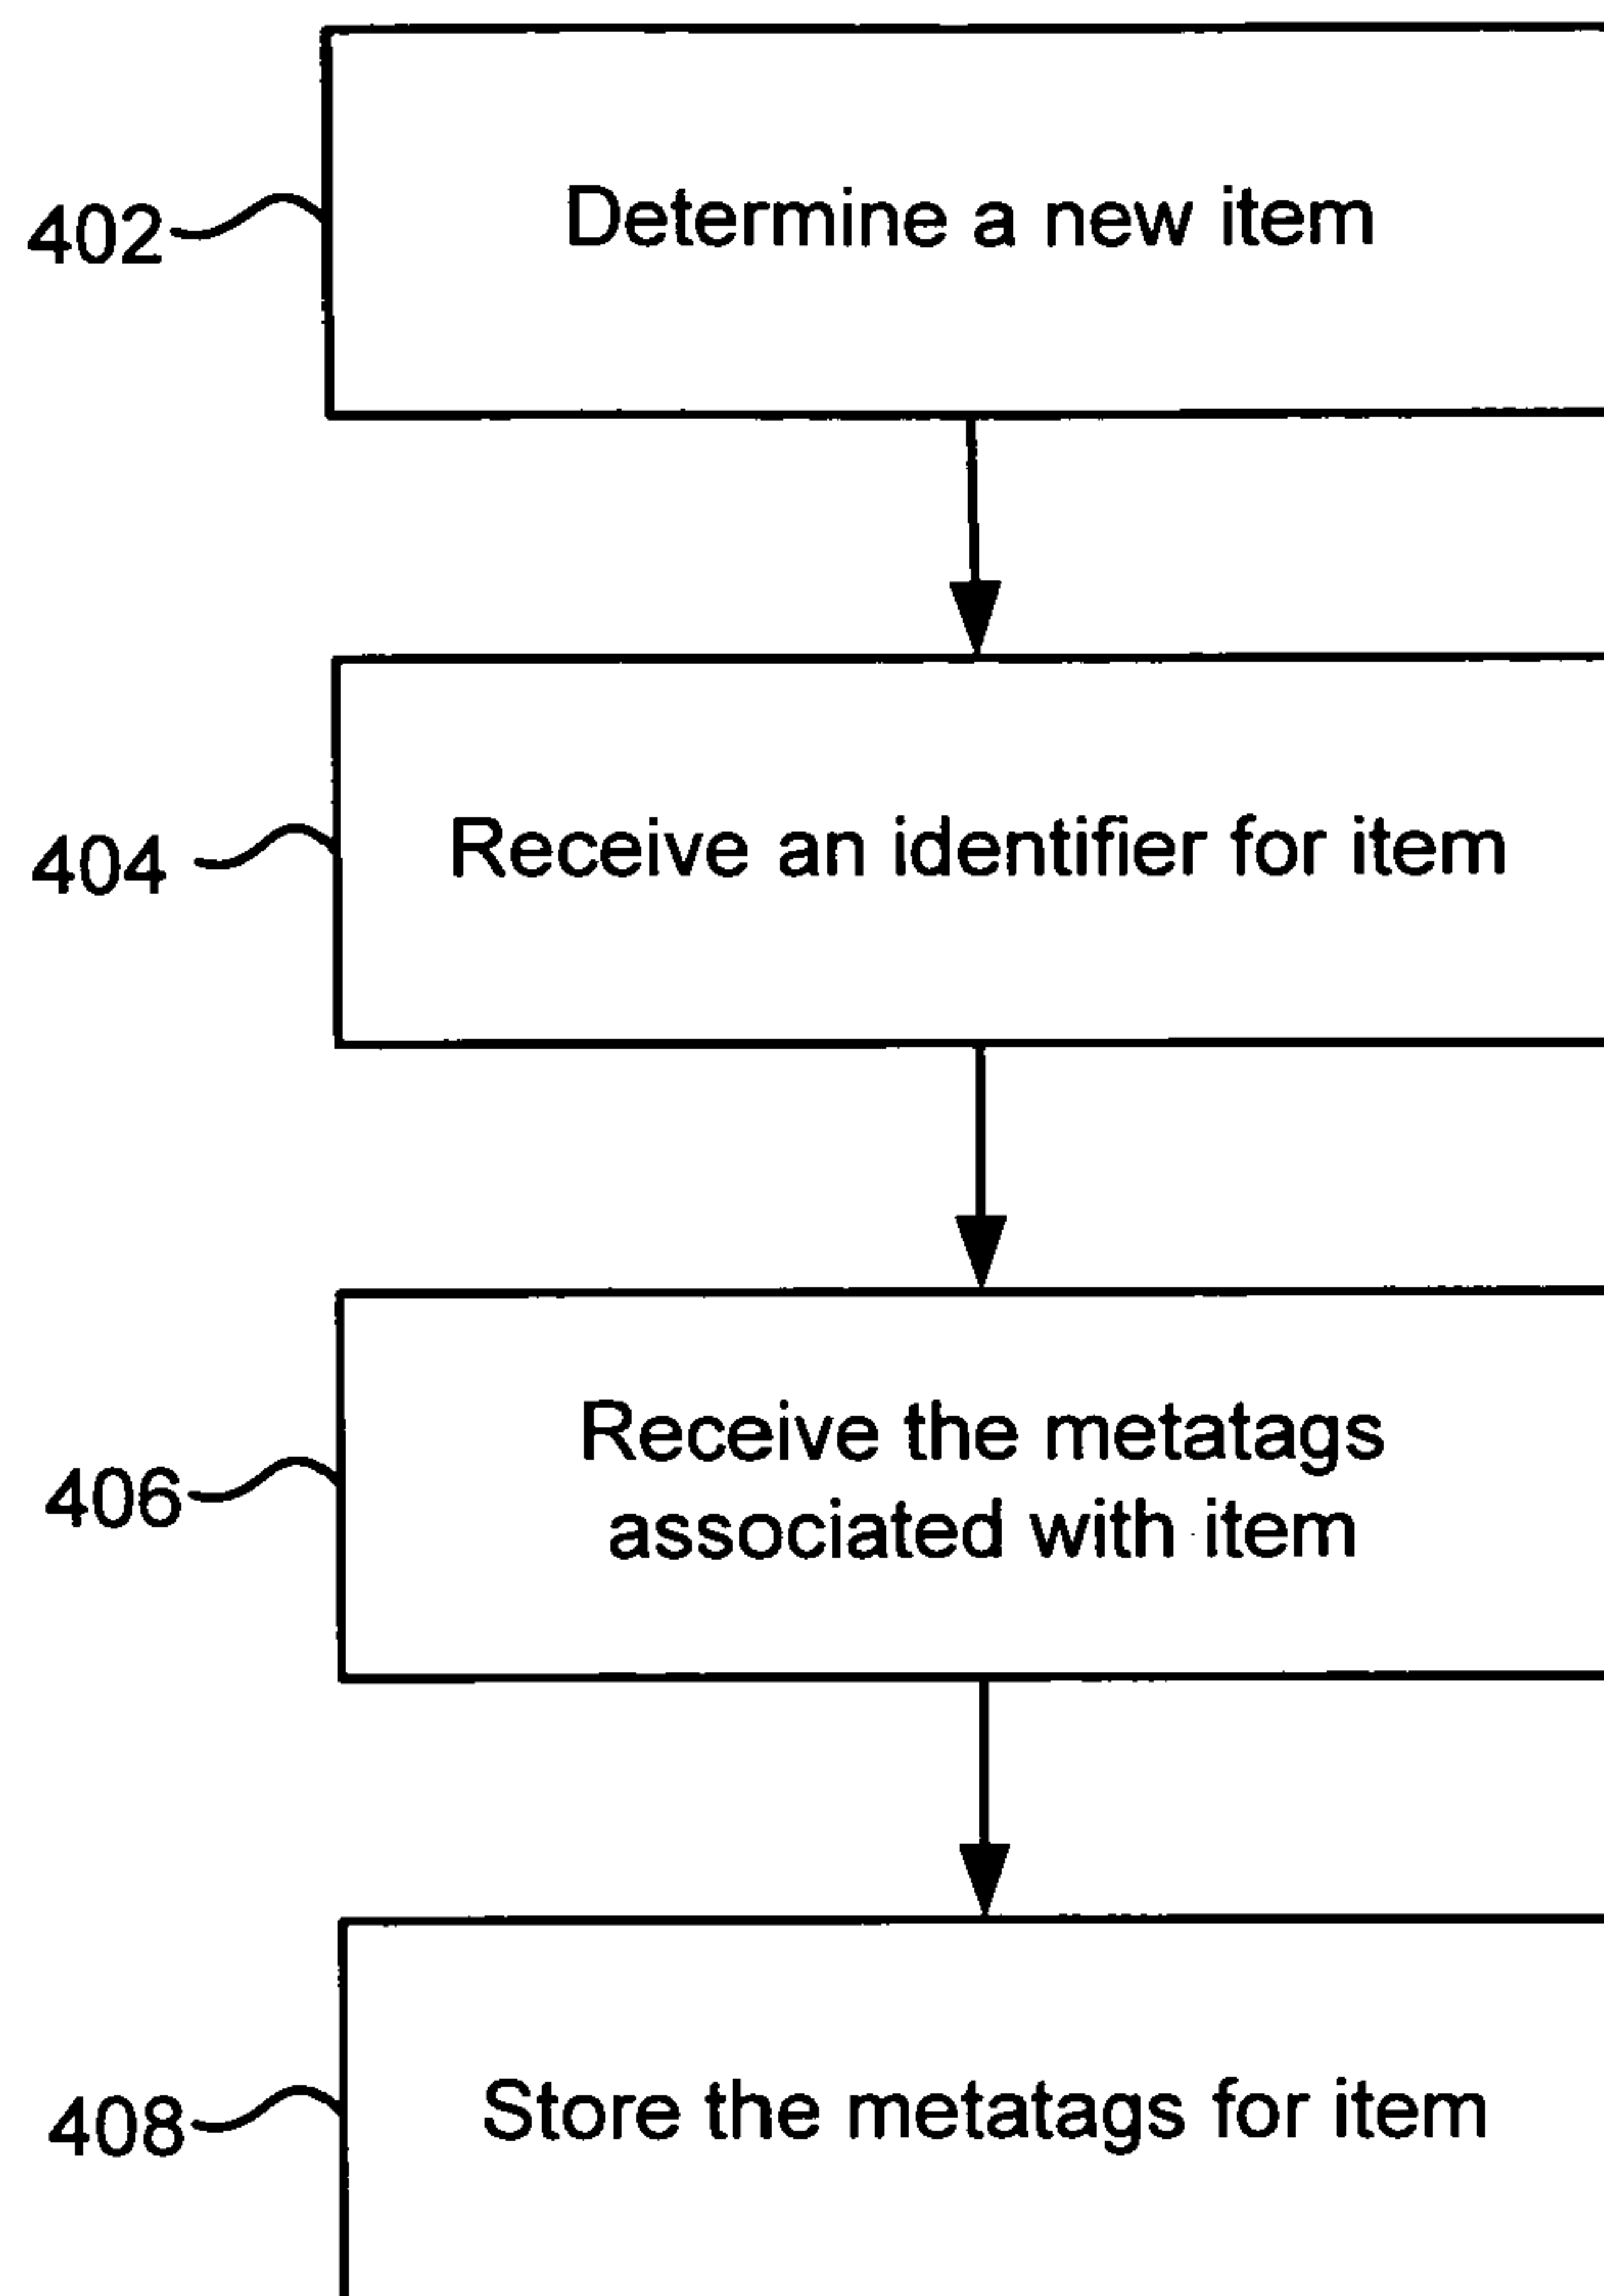 402
Determine a new item
404
Receive an identifier for item
406
Receive the metatags
associated with item
408
Store the metatags for item